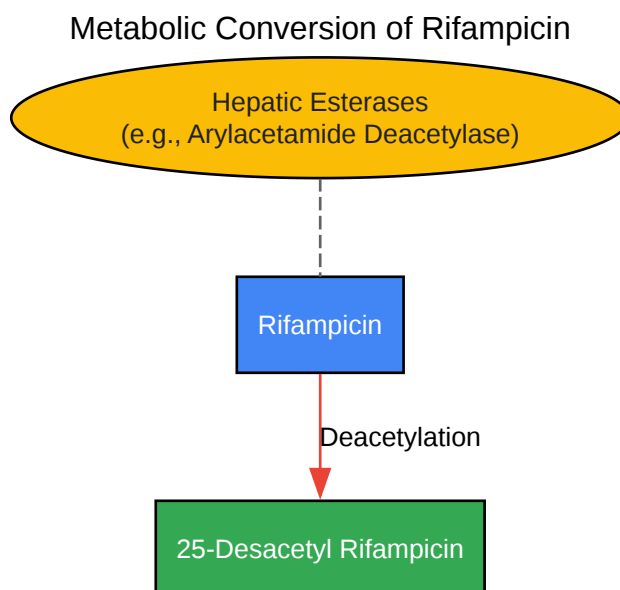 Metabolic Conversion of Rifampicin
Hepatic Esterases
(e.g., Arylacetamide Deacetylase)
Rifampicin
Deacetylation
25-Desacetyl Rifampicin